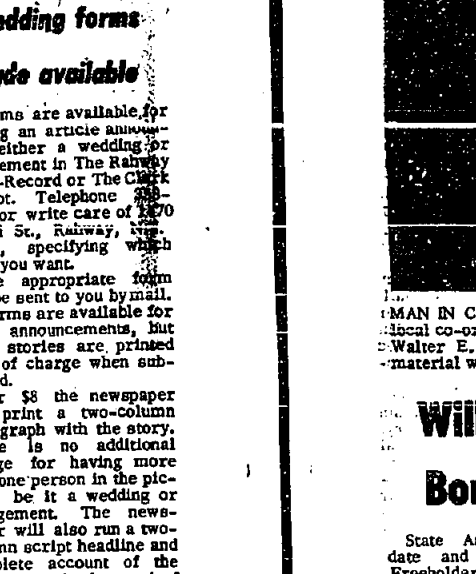 edding forms
de available
ms are available for
g an article announ-
either a wedding or
ement in The Rahway
-Record or The Clark
ot. Telephone
or write care of 1470
St., Rahway,
, specifying which
you want.
e appropriate form
be sent to you by mail.
rms are available for
announcements, but
stories are printed
of charge when sub-
d.
r $8 the newspaper
print a two-column
graph with the story.
e is no additional
ge for having more
one person in the pic-
be it a wedding or
gement. The news-
r will also run a two-
mn script headline and
plete account of the
MAN IN C
local co-o
Walter E.
material w
Will
Bo
State As
date and
Freeholder